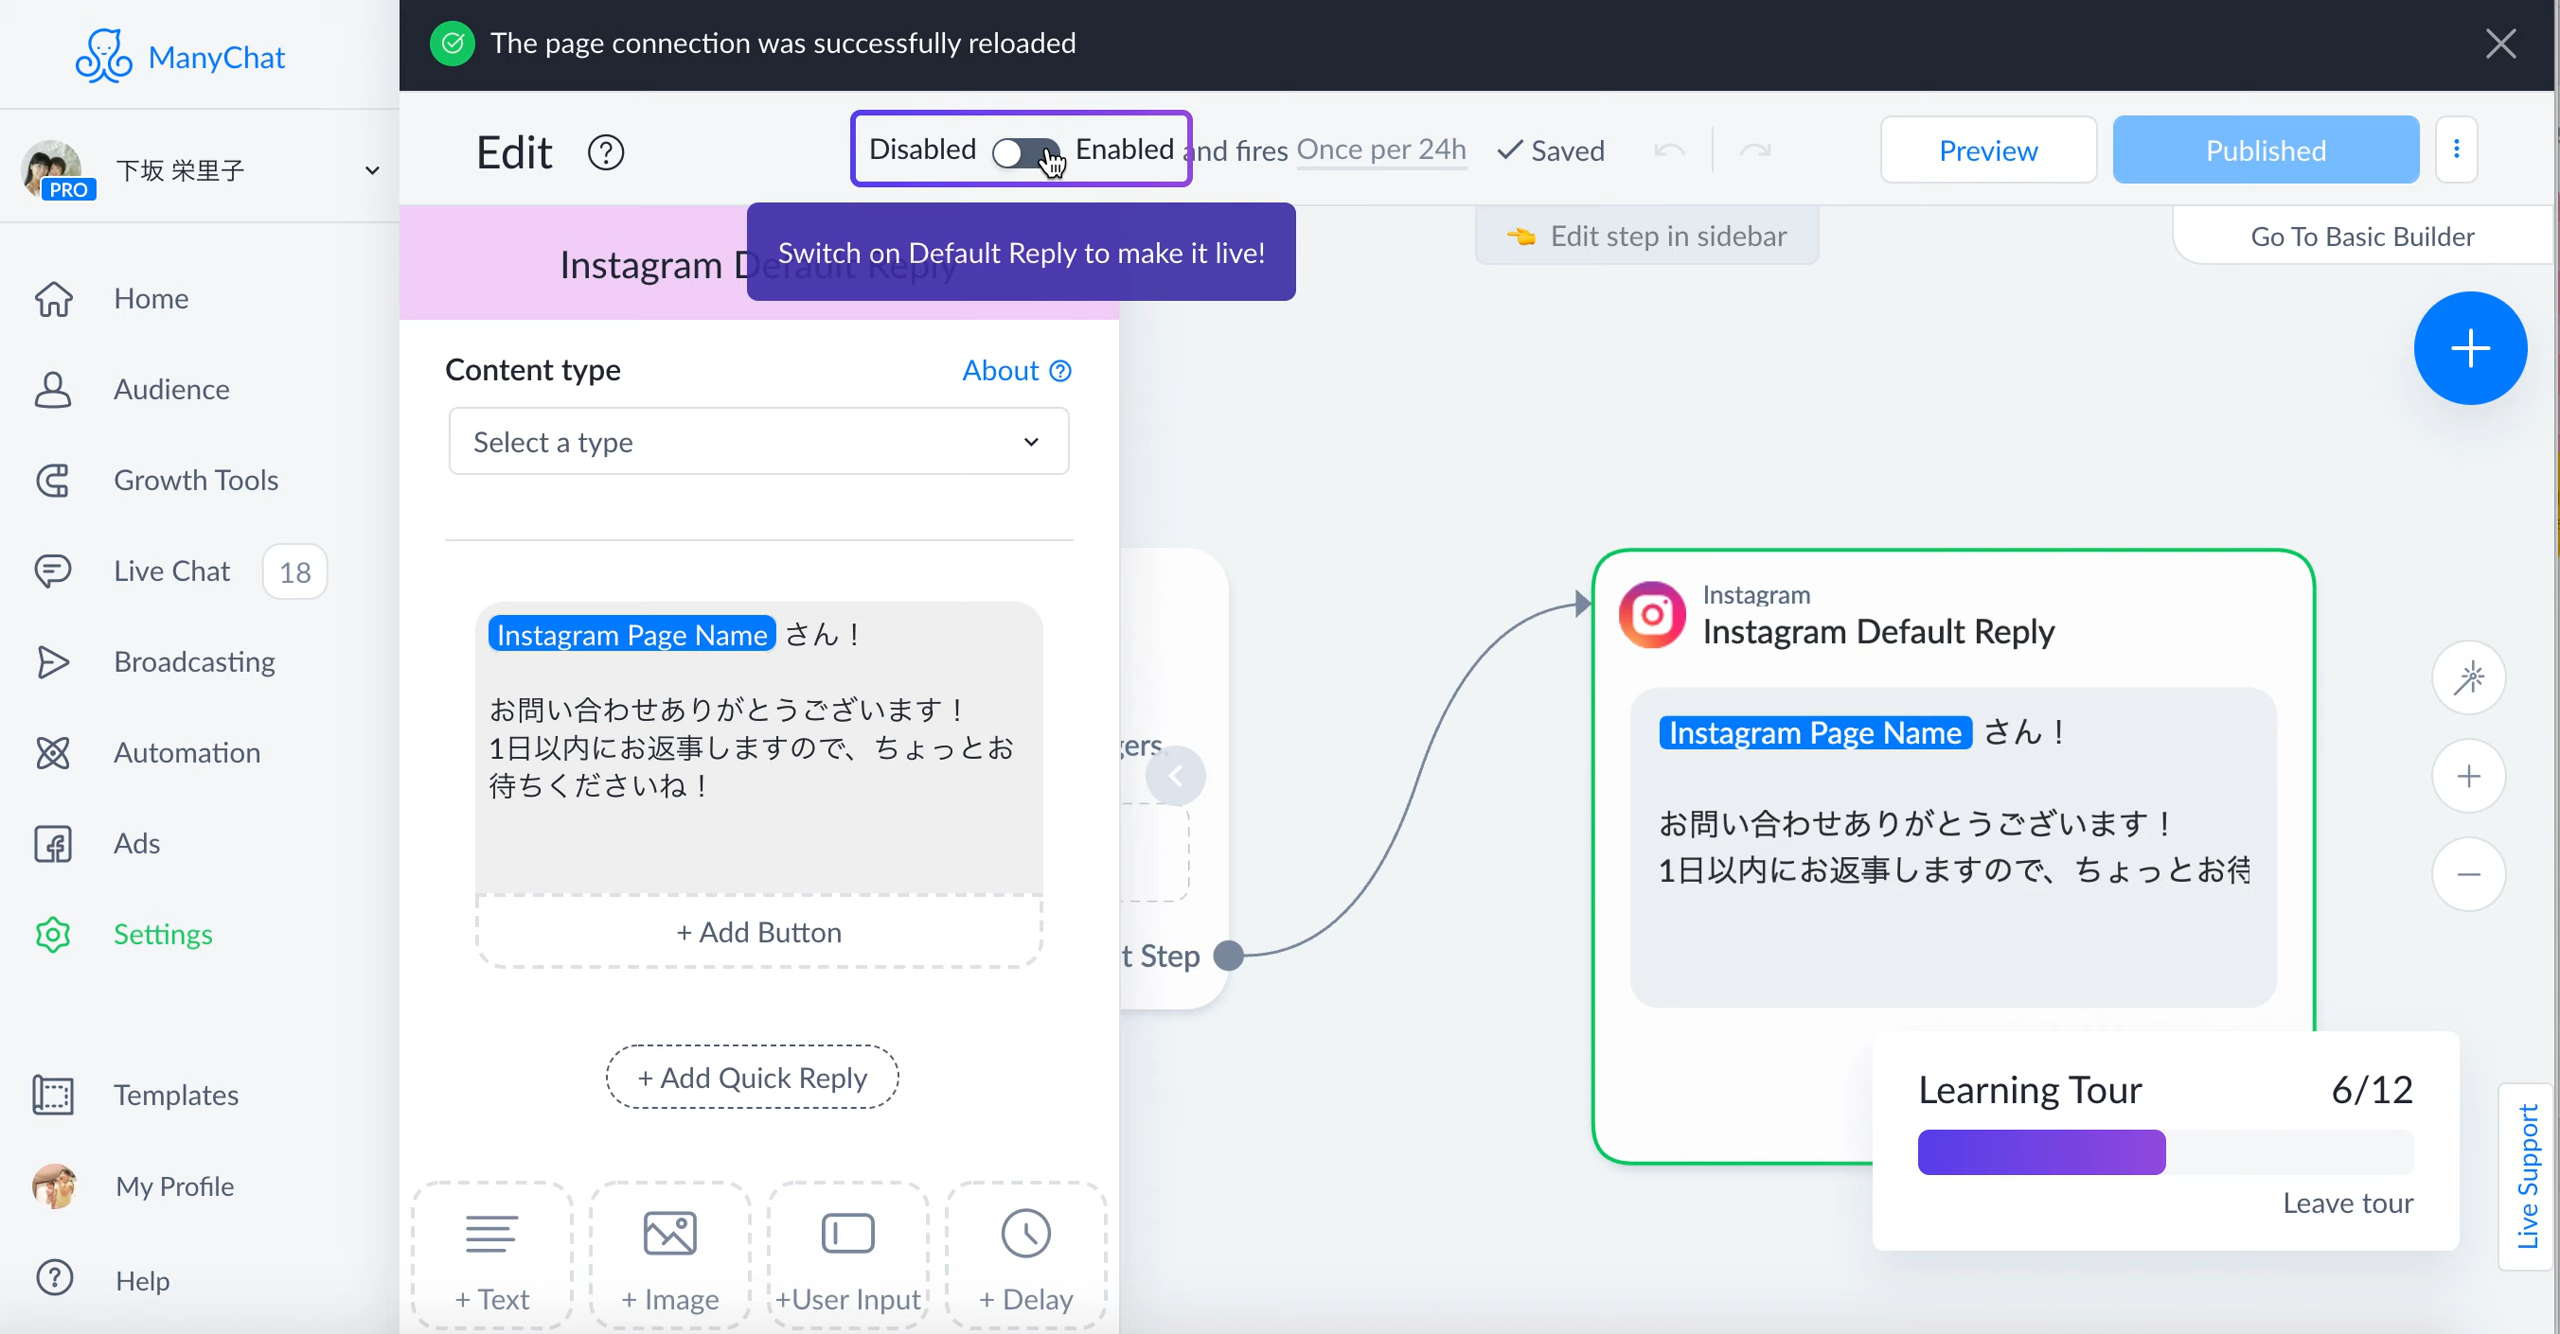 ManyChat
The page connection was successfully reloaded
PRO
下坂 栄里子
Edit
Disabled
Enabled
and fires Once per 24h
Saved
Preview
Published
Switch on Default Reply to make it live!
Instagram Default Reply
Edit step in sidebar
Go To Basic Builder
Home
Audience
Growth Tools
Live Chat 18
Broadcasting
Automation
Ads
Settings
Templates
My Profile
Help
Content type
About
Select a type
Instagram Page Name さん！
お問い合わせありがとうございます！
1日以内にお返事しますので、ちょっとお
待ちくださいね！
+ Add Button
+ Add Quick Reply
+ Text
+ Image
+User Input
+ Delay
gers.
t Step
Instagram
Instagram Default Reply
Instagram Page Name さん！
お問い合わせありがとうございます！
1日以内にお返事しますので、ちょっとお待
Learning Tour
6/12
Leave tour
Live Support